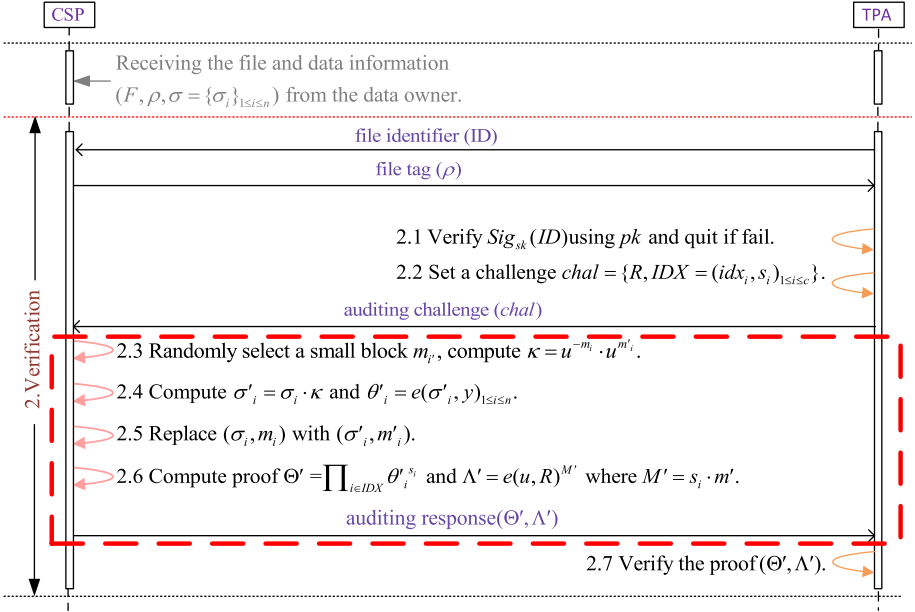 CSP
TPA
Receiving the file and data information
(F, ρ, σ = {σ_i}_{1≤i≤n}) from the data owner.
file identifier (ID)
file tag (ρ)
2.1 Verify Sig_{sk}(ID)using pk and quit if fail.
2.2 Set a challenge chal = {R, IDX = (idx_i, s_i)_{1≤i≤c}}.
auditing challenge (chal)
2.3 Randomly select a small block m_{i'}, compute κ = u^{-m_i} · u^{m'_i}.
2.4 Compute σ'_i = σ_i · κ and θ'_i = e(σ'_i, y)_{1≤i≤n}.
2.5 Replace (σ_i, m_i) with (σ'_i, m'_i).
2.6 Compute proof Θ' = ∏_{i∈IDX} θ'_i^{s_i} and Λ' = e(u, R)^{M'} where M' = s_i · m'.
auditing response(Θ', Λ')
2.7 Verify the proof(Θ', Λ').
2.Verification